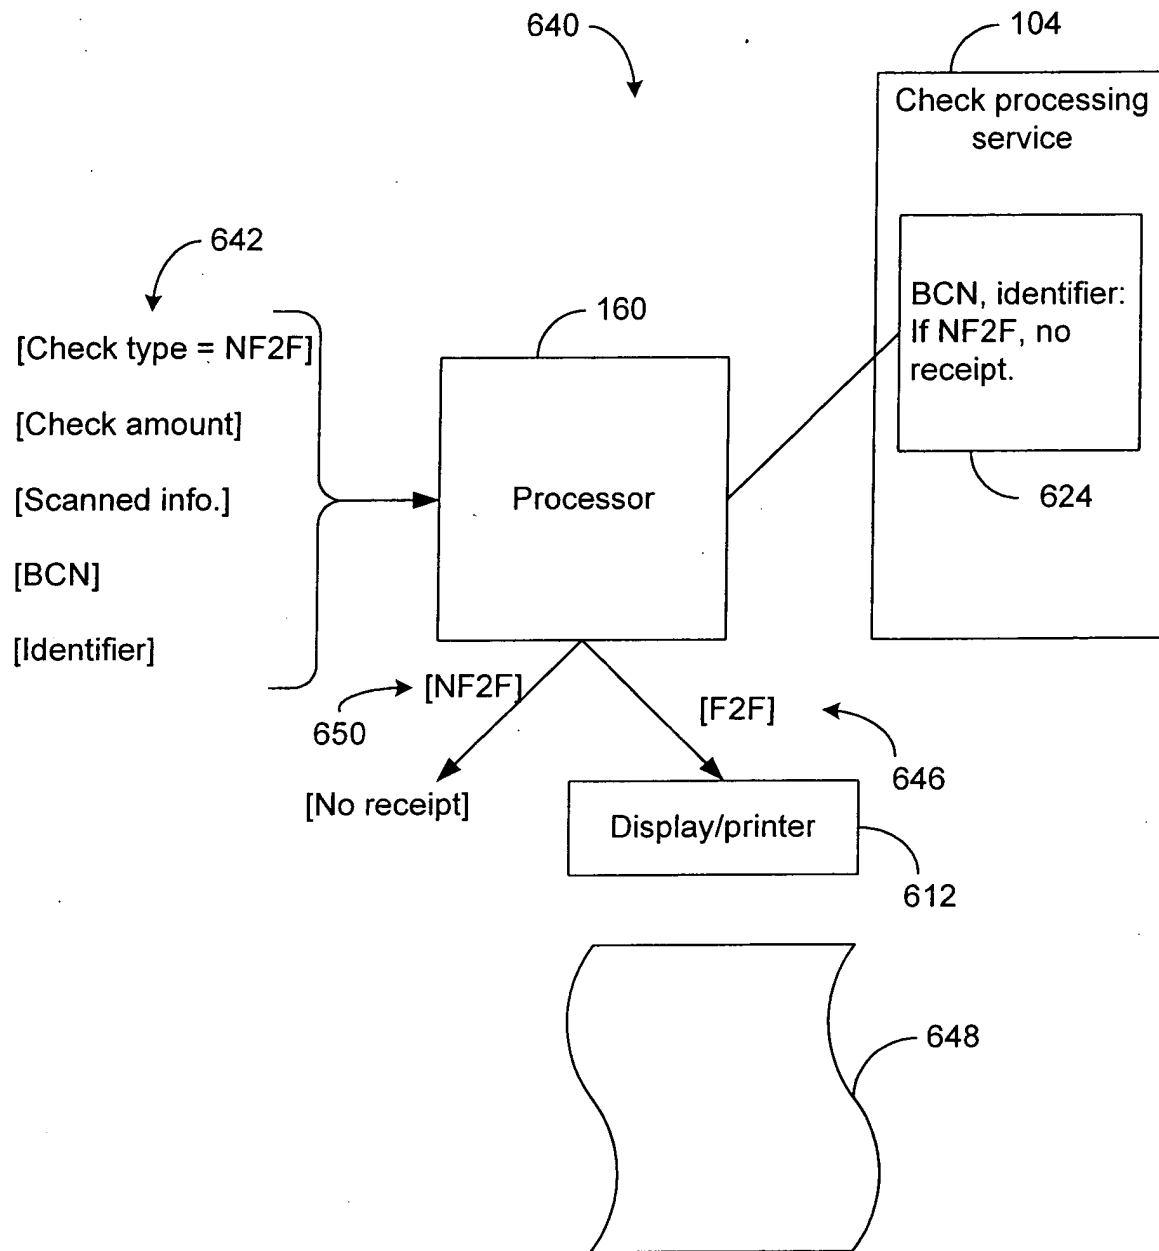 640
104
Check processing
service
642
160
BCN, identifier:
If NF2F, no
receipt.
[Check type = NF2F]
[Check amount]
[Scanned info.]
[BCN]
[Identifier]
Processor
624
[NF2F]
[F2F]
650
646
[No receipt]
Display/printer
612
648